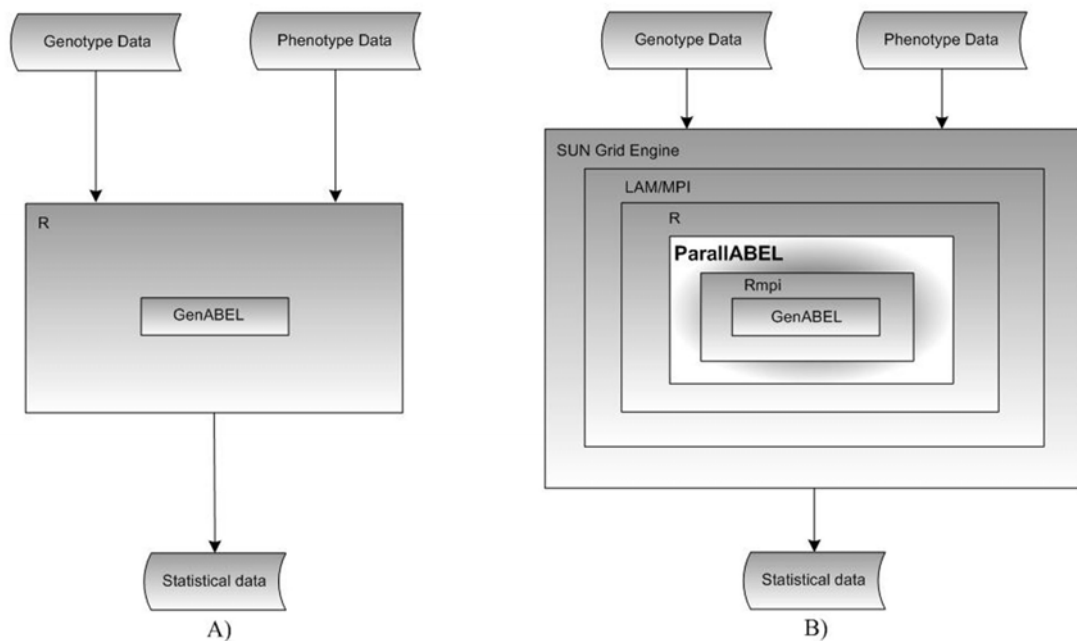 Genotype Data
Phenotype Data
R
GenABEL
Statistical data
A)
Genotype Data
Phenotype Data
SUN Grid Engine
LAM/MPI
R
ParallABEL
Rmpi
GenABEL
Statistical data
B)